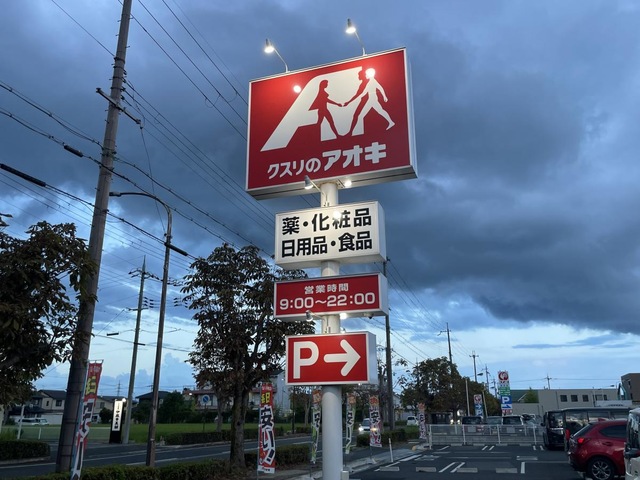 クスリのアオキ
薬・化粧品
日用品・食品
営業時間
9:00〜22:00
P→
P